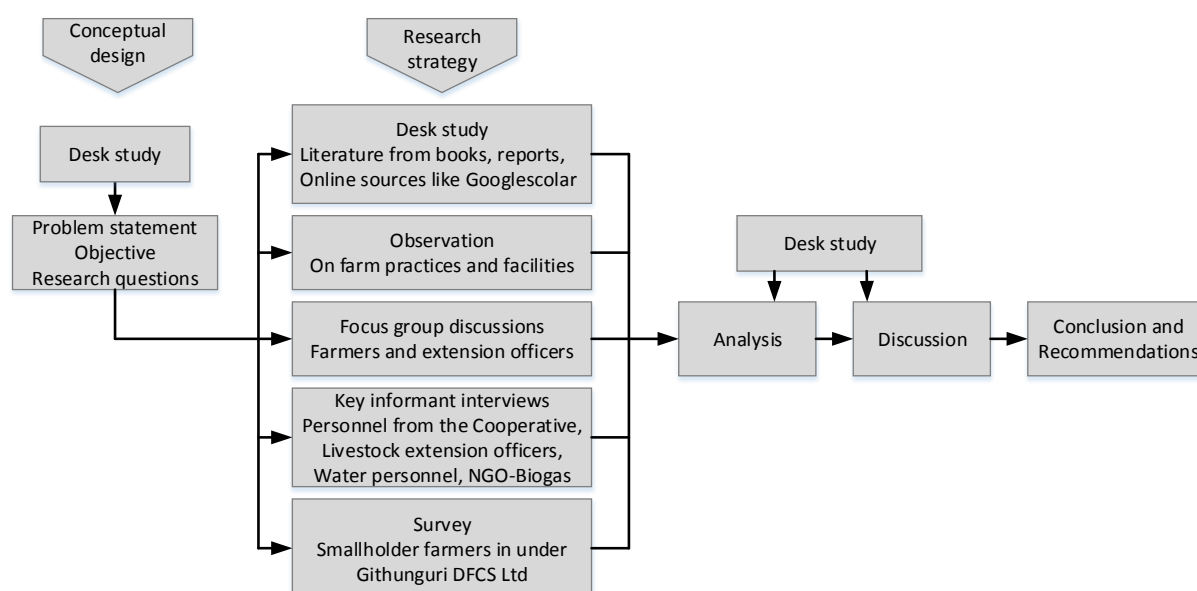 Conceptual
design
Research
strategy
Desk study
Problem statement
Objective
Research questions
Desk study
Literature from books, reports,
Online sources like Googlescolar
Observation
On farm practices and facilities
Focus group discussions
Farmers and extension officers
Key informant interviews
Personnel from the Cooperative,
Livestock extension officers,
Water personnel, NGO-Biogas
Survey
Smallholder farmers in under
Githunguri DFCS Ltd
Desk study
Analysis
Discussion
Conclusion and
Recommendations